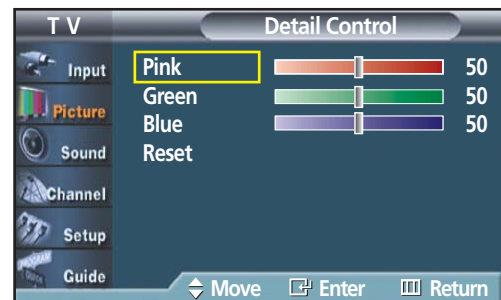 T V
Detail Control
Input
Picture
Sound
Channel
Setup
Guide
Pink 50
Green 50
Blue 50
Reset
Move Enter Return